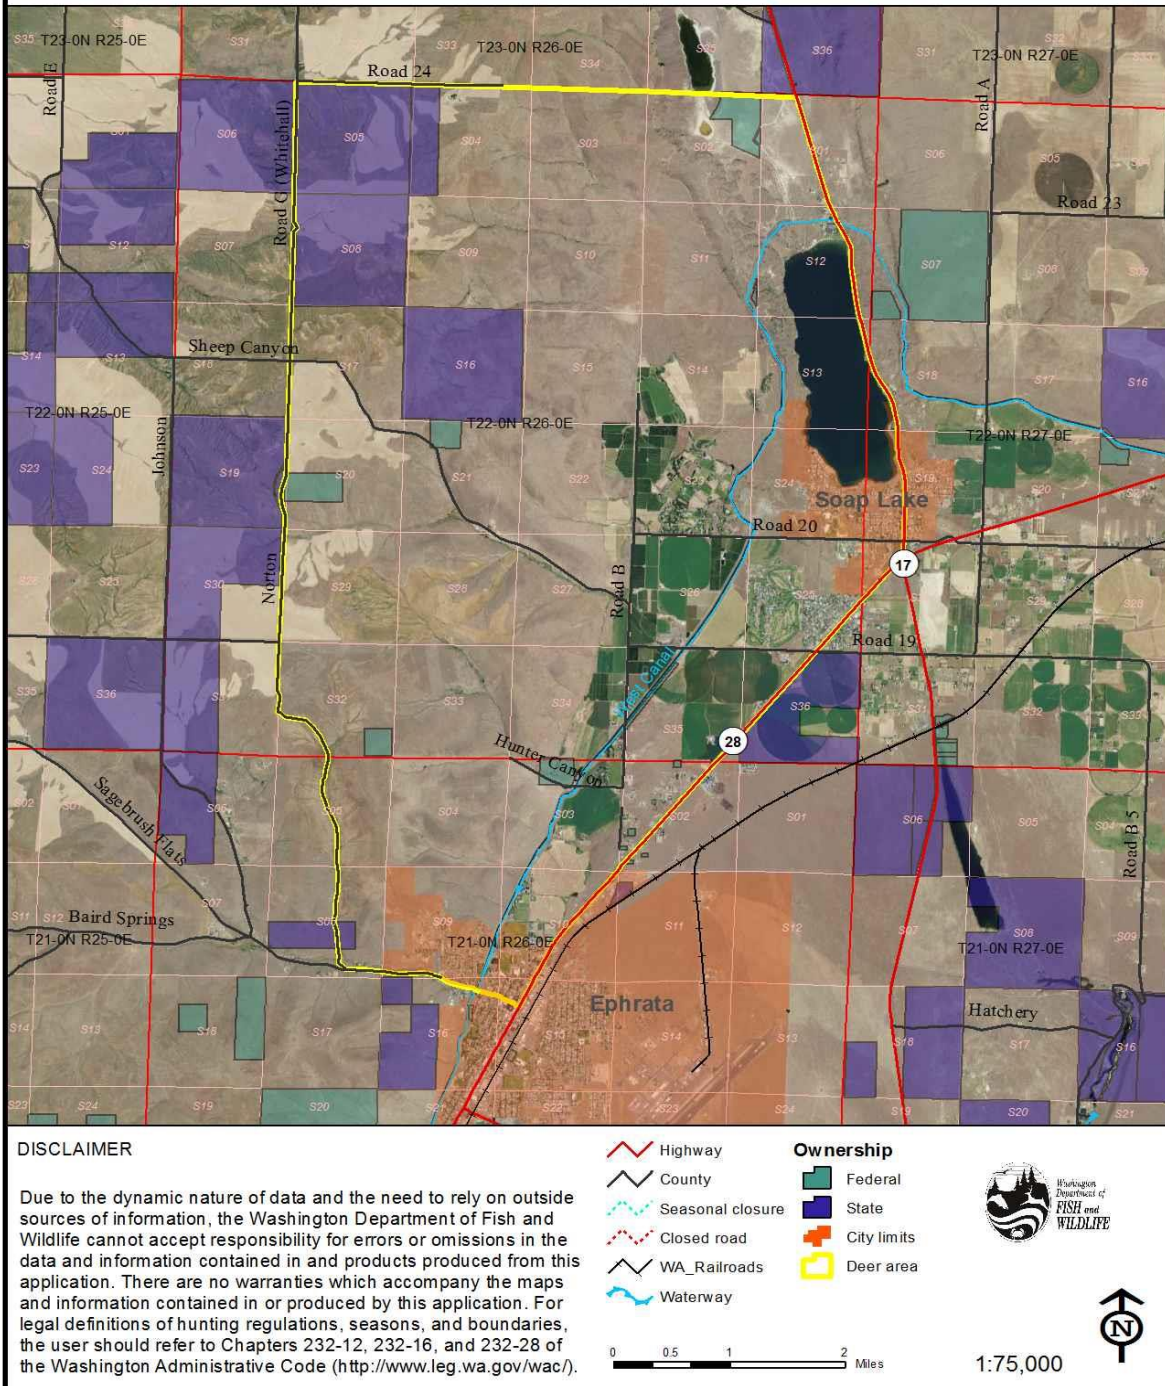 T23-0N R25-0E
T23-0N R26-0E
T23-0N R27-0E
S35
S31
S33
S34
S35
S36
S31
S32
Road E
Road 24
Road A
S06
S05
S04
S03
S02
S01
S06
S05
S04
Road G (Whitehall)
Road 23
S12
S07
S08
S09
S10
S11
S12
S07
S08
S09
Sheep Canyon
S14
S13
S17
S16
S15
S14
S13
S18
S17
S16
T22-0N R25-0E
T22-0N R26-0E
T22-0N R27-0E
Johnson
S23
S24
S19
S20
S21
S22
S23
S24
S19
S20
S21
Soap Lake
Road 20
17
Norton
S25
S30
S29
S28
S27
Road B
S26
S25
S29
S28
Road 19
West Canal
S35
S36
S32
S33
S34
S35
S36
S31
S32
S33
28
Hunter Canyon
Sagebrush Flats
S02
S01
S06
S05
S04
S03
S02
S01
S06
S05
S04
Road B 5
Baird Springs
S11
S12
S07
S08
S09
S10
S11
S12
S07
S08
S09
T21-0N R25-0E
T21-0N R26-0E
T21-0N R27-0E
Ephrata
Hatchery
S14
S13
S18
S17
S16
S15
S14
S13
S18
S17
S16
S23
S24
S19
S20
S21
S22
S23
S24
S19
S20
S21
DISCLAIMER
Due to the dynamic nature of data and the need to rely on outside
sources of information, the Washington Department of Fish and
Wildlife cannot accept responsibility for errors or omissions in the
data and information contained in and products produced from this
application. There are no warranties which accompany the maps
and information contained in or produced by this application. For
legal definitions of hunting regulations, seasons, and boundaries,
the user should refer to Chapters 232-12, 232-16, and 232-28 of
the Washington Administrative Code (http://www.leg.wa.gov/wac/).
Highway
County
Seasonal closure
Closed road
WA_Railroads
Waterway
Ownership
Federal
State
City limits
Deer area
0 0.5 1 2
Miles
Washington
Department of
FISH and
WILDLIFE
N
1:75,000